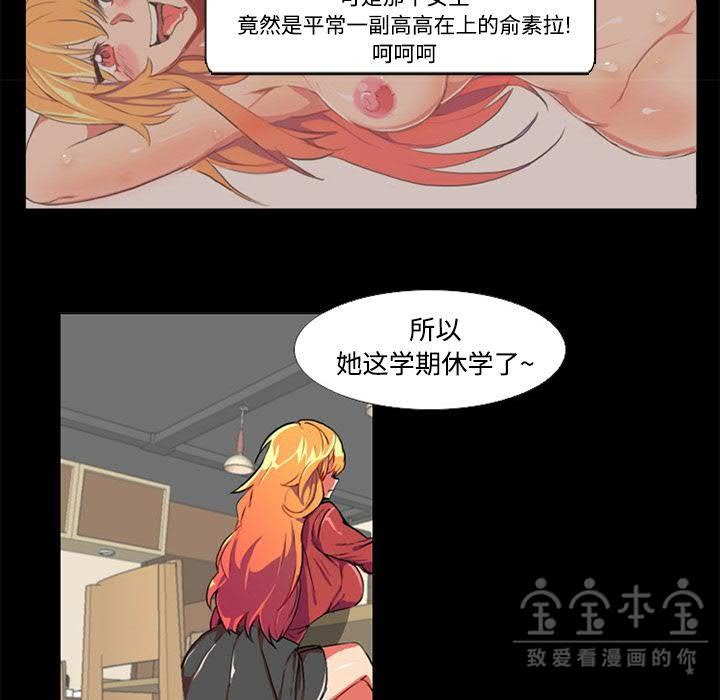 竟然是平常一副高高在上的俞素拉!
呵呵呵
所以
她这学期休学了~
宝宝本宝
致爱看漫画的你